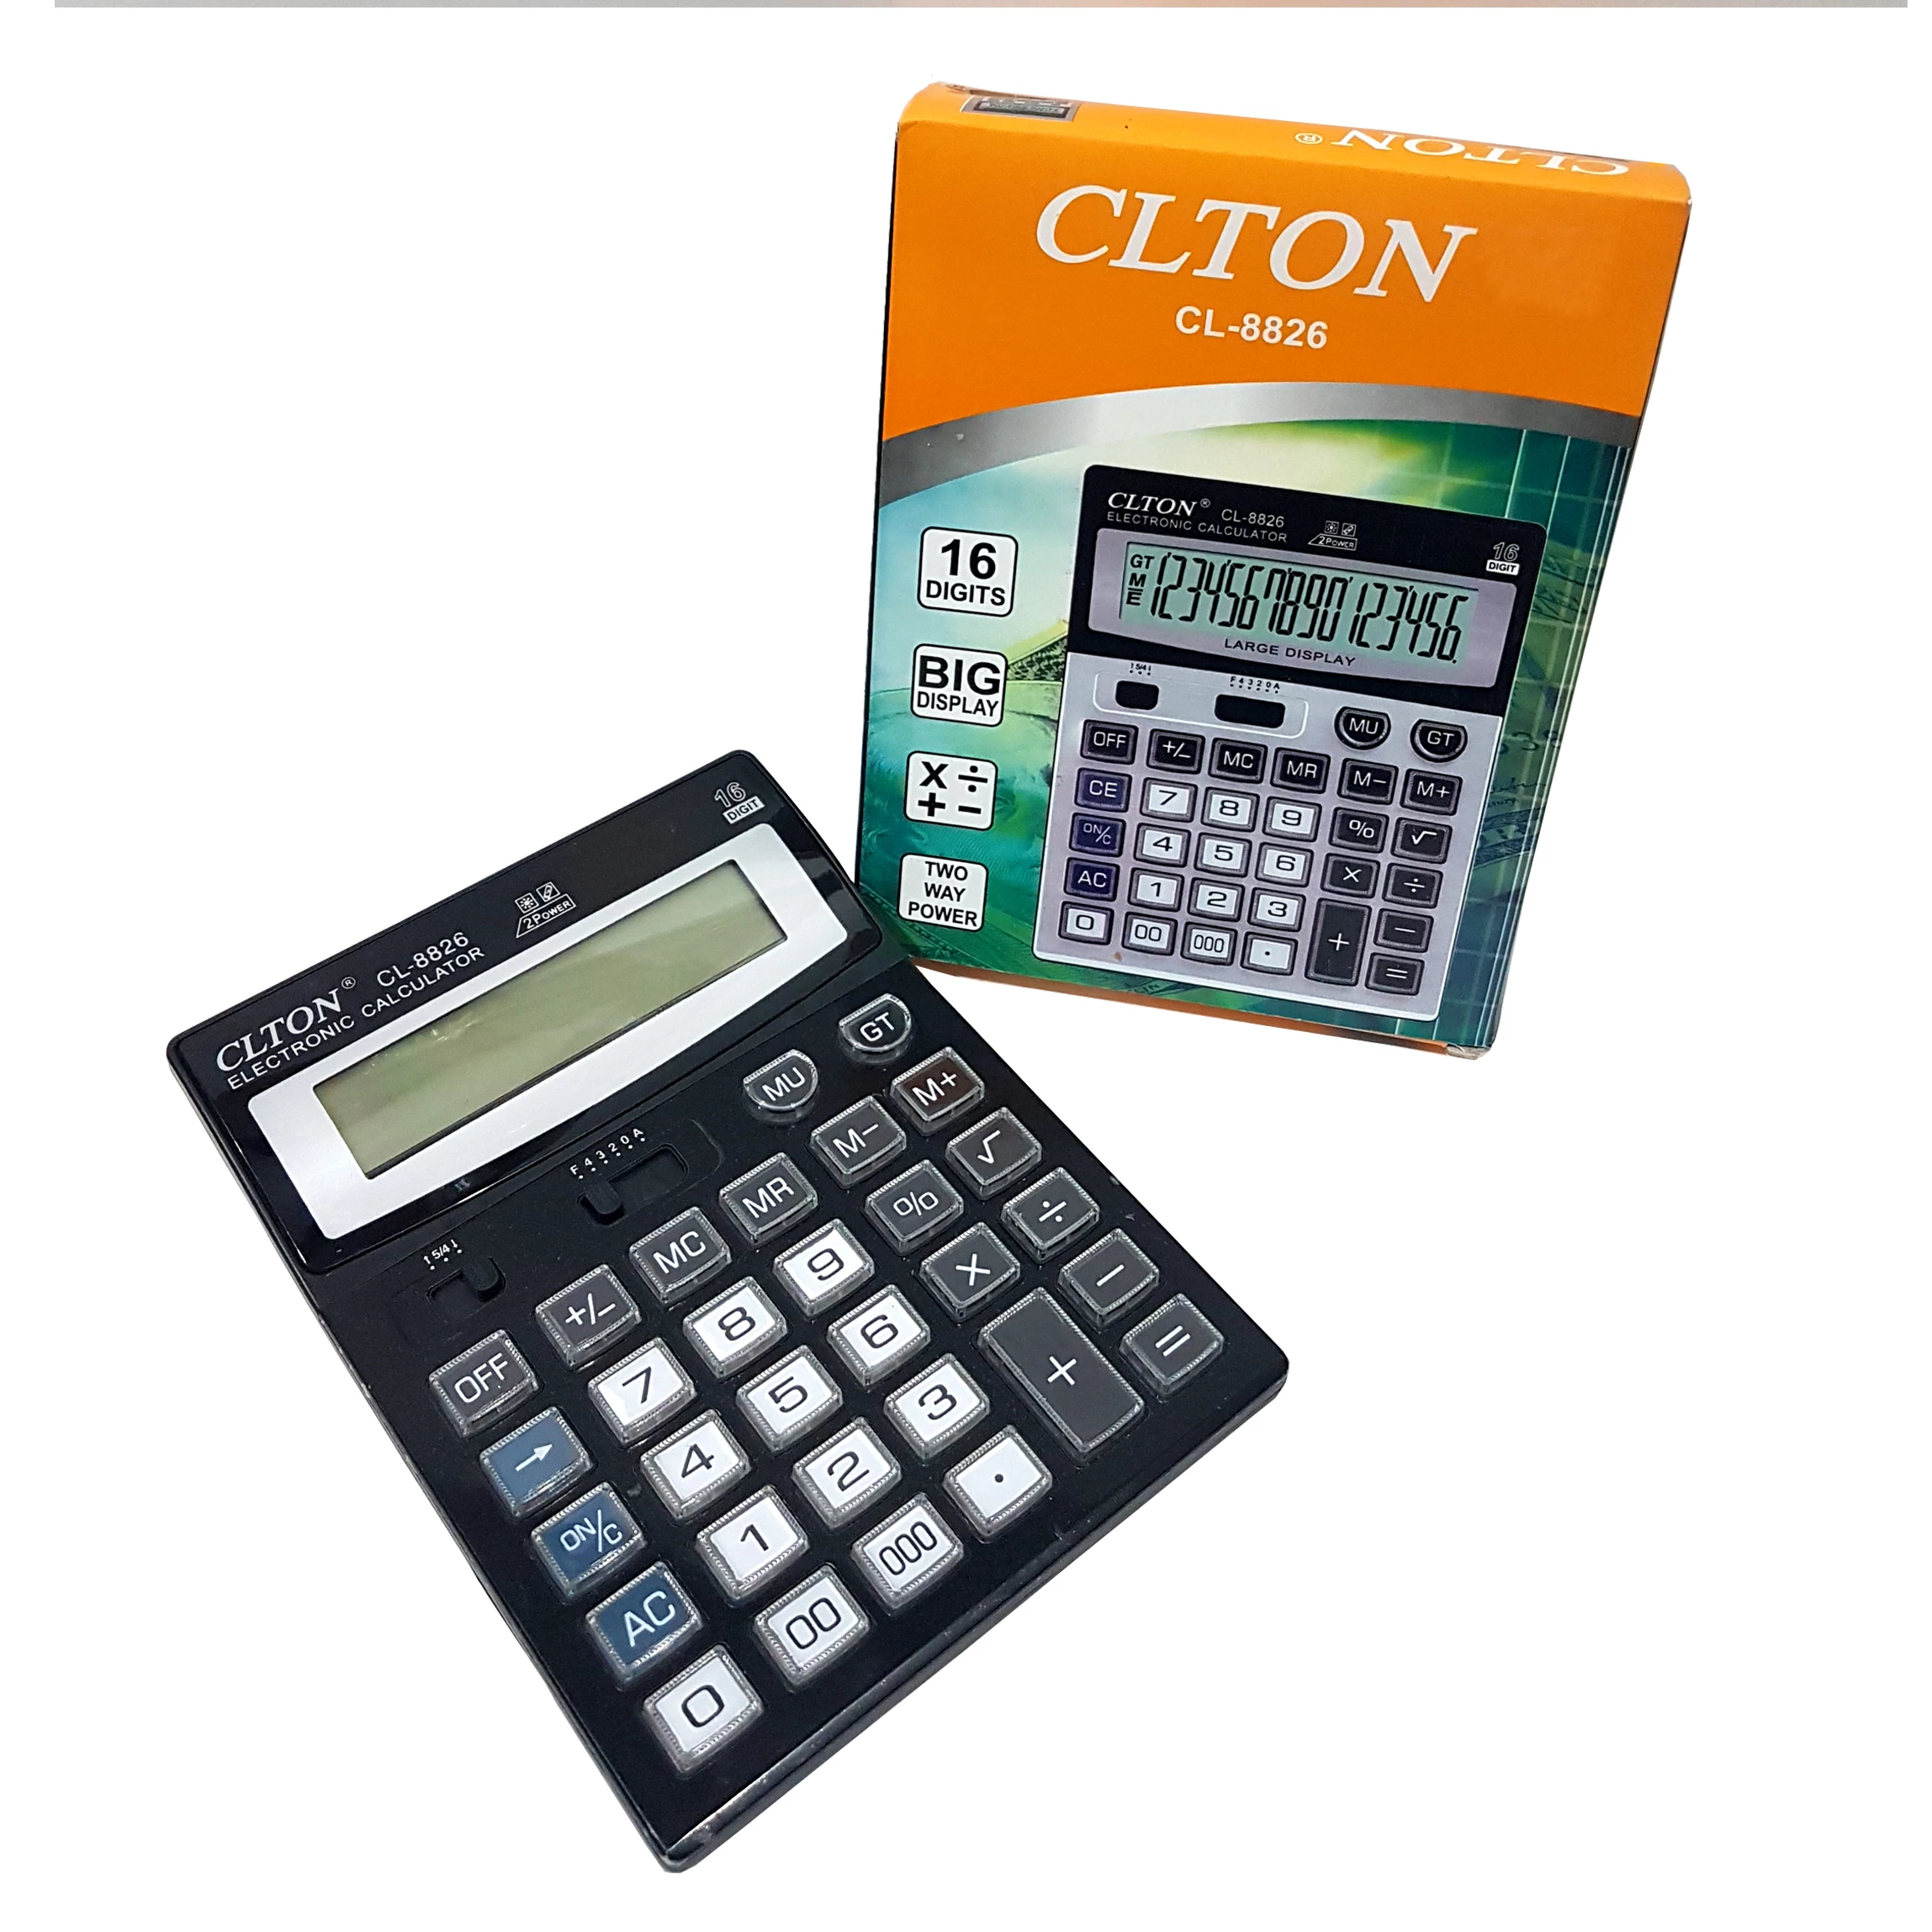 CLTON ®
CLTON
CL-8826
16
DIGITS
BIG
DISPLAY
X ÷
+ −
TWO
WAY
POWER
CLTON® CL-8826
ELECTRONIC CALCULATOR
2POWER
16
DIGIT
GT
M
E
1234567890123456.
LARGE DISPLAY
↑ 5/4 ↓
F 4 3 2 0 A
MU GT
OFF +/− MC MR M− M+
CE 7 8 9 % √
ON/C 4 5 6 × ÷
AC 1 2 3 + −
0 00 000 . =
CLTON® CL-8826
ELECTRONIC CALCULATOR
2POWER
16
DIGIT
↑ 5/4 ↓
F 4 3 2 0 A
MU GT
OFF +/− MC MR M− M+
→ 7 8 9 % √
ON/C 4 5 6 × ÷
AC 1 2 3 + −
0 00 000 . =